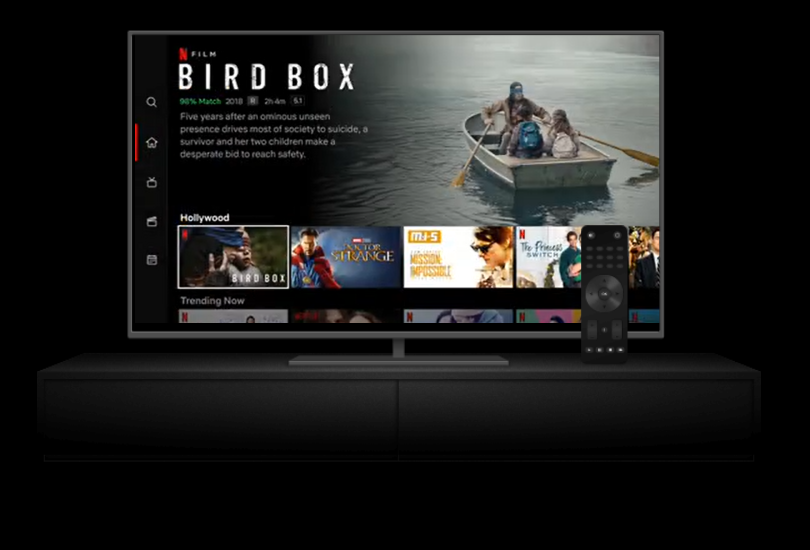 N FILM
BIRD BOX
98% Match 2018 R 2h 4m 5.1
Five years after an ominous unseen
presence drives most of society to suicide, a
survivor and her two children make a
desperate bid to reach safety.
Hollywood
N
BIRD BOX
DOCTOR
STRANGE
M:I-5
MISSION:
IMPOSSIBLE
N
The Princess
SWITCH
Trending Now
N
N
N
N
N